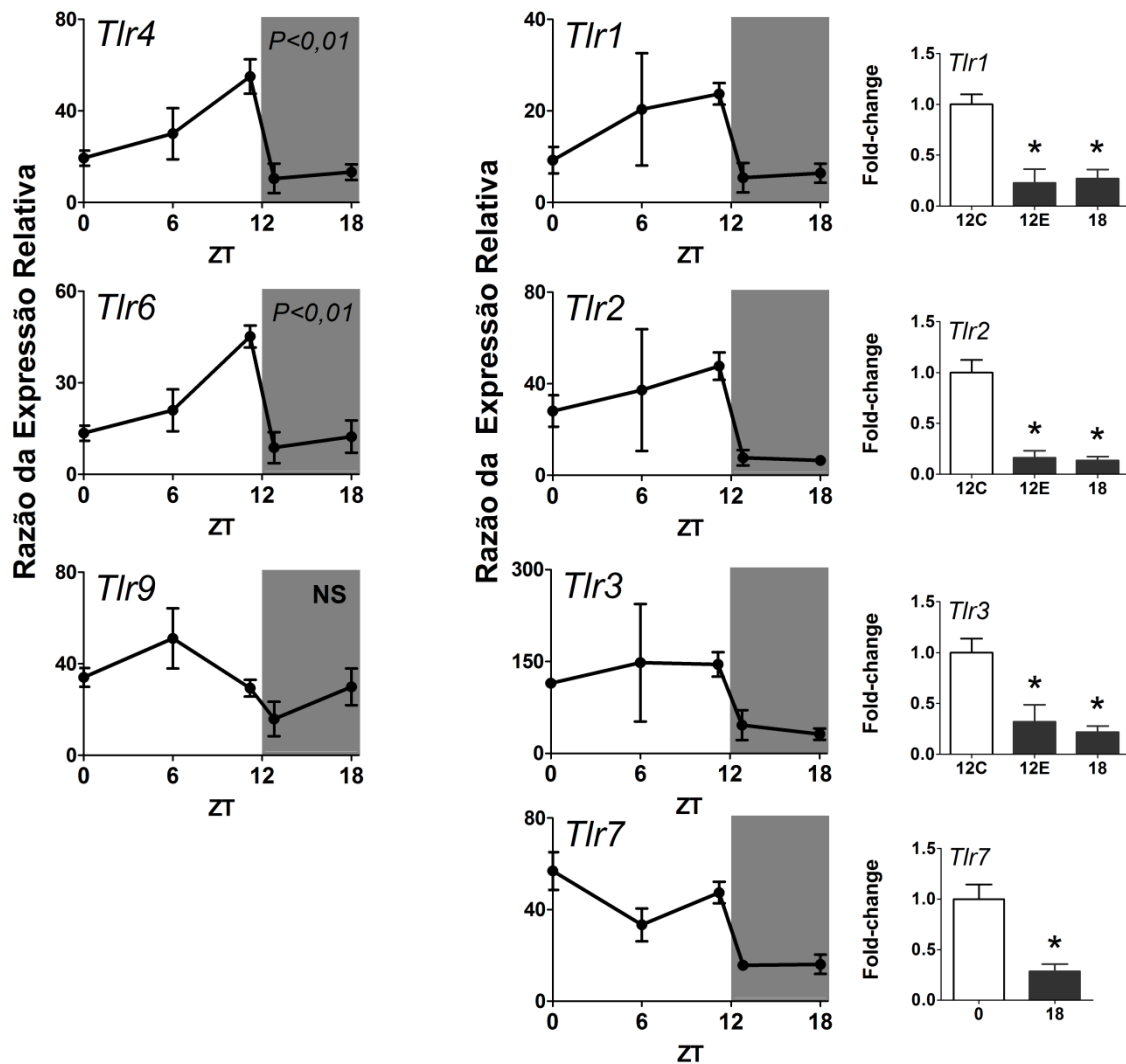 Razão da Expressão Relativa
80
40
0
Tlr4
P<0,01
0 6 12 18
ZT
60
30
0
Tlr6
P<0,01
0 6 12 18
ZT
80
40
0
Tlr9
NS
0 6 12 18
ZT
Razão da Expressão Relativa
40
20
0
Tlr1
0 6 12 18
ZT
80
40
0
Tlr2
0 6 12 18
ZT
300
150
0
Tlr3
0 6 12 18
ZT
80
40
0
Tlr7
0 6 12 18
ZT
Fold-change
1.5
1.0
0.5
0.0
Tlr1
* *
12C 12E 18
Fold-change
1.5
1.0
0.5
0.0
Tlr2
* *
12C 12E 18
Fold-change
1.5
1.0
0.5
0.0
Tlr3
* *
12C 12E 18
Fold-change
1.5
1.0
0.5
0.0
Tlr7
*
0 18